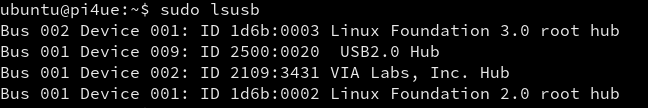 ubuntu@pi4ue:~$ sudo lsusb
Bus 002 Device 001: ID 1d6b:0003 Linux Foundation 3.0 root hub
Bus 001 Device 009: ID 2500:0020  USB2.0 Hub
Bus 001 Device 002: ID 2109:3431 VIA Labs, Inc. Hub
Bus 001 Device 001: ID 1d6b:0002 Linux Foundation 2.0 root hub